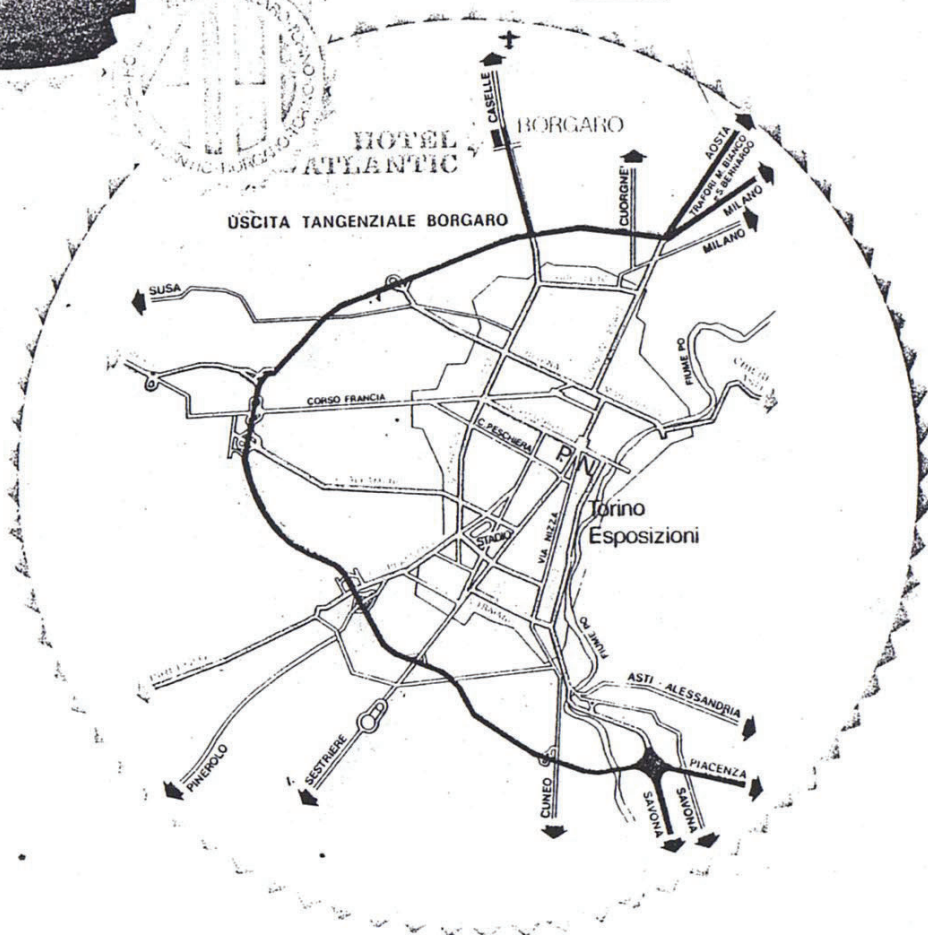 HOTEL
ATLANTIC
BORGARO
CASELLE
CUORGNE'
AOSTA
TRAFORI M. BIANCO
S. BERNARDO
MILANO
MILANO
USCITA TANGENZIALE BORGARO
SUSA
FIUME PO
CORSO FRANCIA
C. PESCHIERA
P N
Torino
Esposizioni
STADIO
VIA NIZZA
FIUME PO
ASTI - ALESSANDRIA
PIACENZA
PINEROLO
SESTRIERE
CUNEO
SAVONA
SAVONA